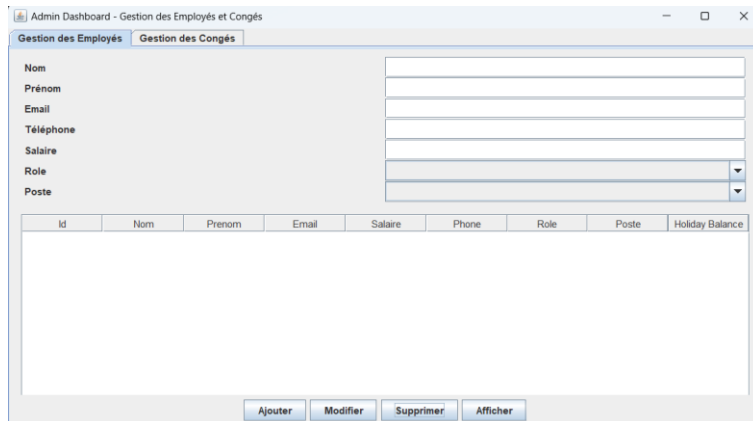 Admin Dashboard - Gestion des Employés et Congés
Gestion des Employés Gestion des Congés
Nom
Prénom
Email
Téléphone
Salaire
Role
Poste
Id Nom Prenom Email Salaire Phone Role Poste Holiday Balance
Ajouter Modifier Supprimer Afficher